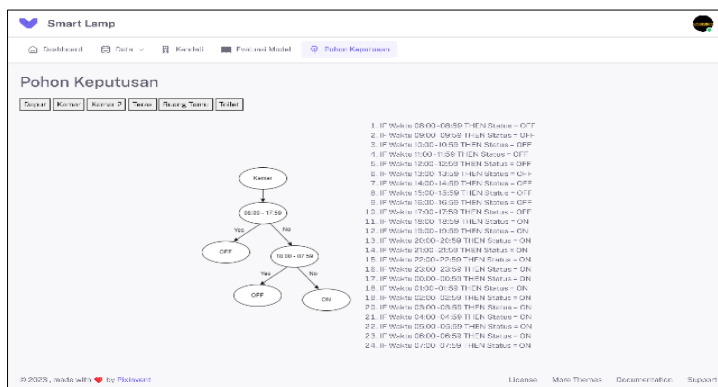 Smart Lamp
Dashboard Data Kendali Evaluasi Model Pohon Keputusan
Pohon Keputusan
Dapur Kamar Kamar 2 Teras Ruang Tamu Toilet
Kamar
08:00 - 17:59
Yes No
OFF
18:00 - 07:59
Yes No
OFF
ON
1. IF Waktu 08:00-08:59 THEN Status = OFF
2. IF Waktu 09:00-09:59 THEN Status = OFF
3. IF Waktu 10:00-10:59 THEN Status = OFF
4. IF Waktu 11:00-11:59 THEN Status = OFF
5. IF Waktu 12:00-12:59 THEN Status = OFF
6. IF Waktu 13:00-13:59 THEN Status = OFF
7. IF Waktu 14:00-14:59 THEN Status = OFF
8. IF Waktu 15:00-15:59 THEN Status = OFF
9. IF Waktu 16:00-16:59 THEN Status = OFF
10. IF Waktu 17:00-17:59 THEN Status = OFF
11. IF Waktu 18:00-18:59 THEN Status = ON
12. IF Waktu 19:00-19:59 THEN Status = ON
13. IF Waktu 20:00-20:59 THEN Status = ON
14. IF Waktu 21:00-21:59 THEN Status = ON
15. IF Waktu 22:00-22:59 THEN Status = ON
16. IF Waktu 23:00-23:59 THEN Status = ON
17. IF Waktu 00:00-00:59 THEN Status = ON
18. IF Waktu 01:00-01:59 THEN Status = ON
19. IF Waktu 02:00-02:59 THEN Status = ON
20. IF Waktu 03:00-03:59 THEN Status = ON
21. IF Waktu 04:00-04:59 THEN Status = ON
22. IF Waktu 05:00-05:59 THEN Status = ON
23. IF Waktu 06:00-06:59 THEN Status = ON
24. IF Waktu 07:00-07:59 THEN Status = ON
© 2023 , made with ❤ by Pixinvent
License More Themes Documentation Support